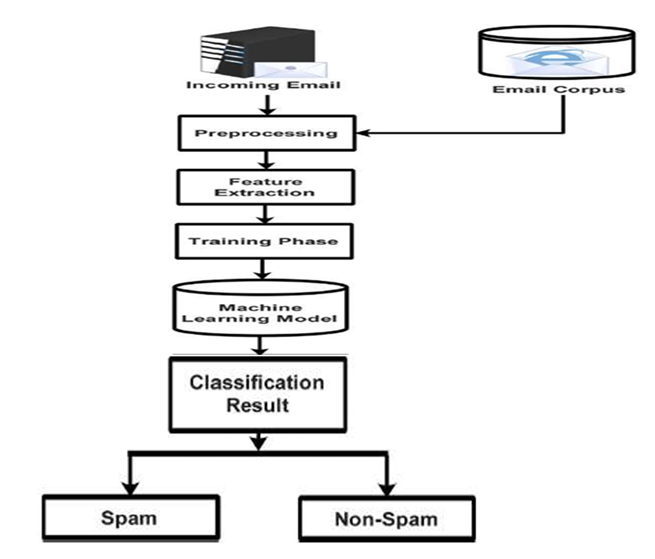 Incoming Email
Email Corpus
Preprocessing
Feature
Extraction
Training Phase
Machine
Learning Model
Classification
Result
Spam
Non-Spam